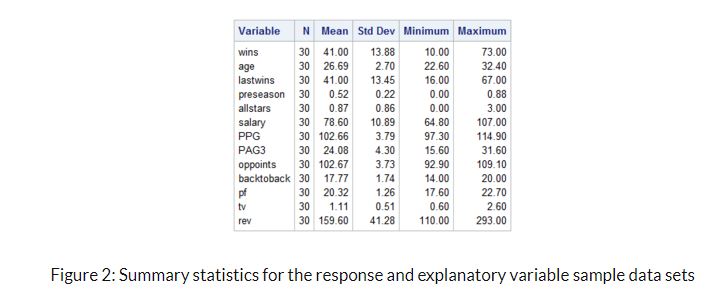 Variable N Mean Std Dev Minimum Maximum
wins 30 41.00 13.88 10.00 73.00
age 30 26.69 2.70 22.60 32.40
lastwins 30 41.00 13.45 16.00 67.00
preseason 30 0.52 0.22 0.00 0.88
allstars 30 0.87 0.86 0.00 3.00
salary 30 78.60 10.89 64.80 107.00
PPG 30 102.66 3.79 97.30 114.90
PAG3 30 24.08 4.30 15.60 31.60
oppoints 30 102.67 3.73 92.90 109.10
backtoback 30 17.77 1.74 14.00 20.00
pf 30 20.32 1.26 17.60 22.70
tv 30 1.11 0.51 0.60 2.60
rev 30 159.60 41.28 110.00 293.00
Figure 2: Summary statistics for the response and explanatory variable sample data sets